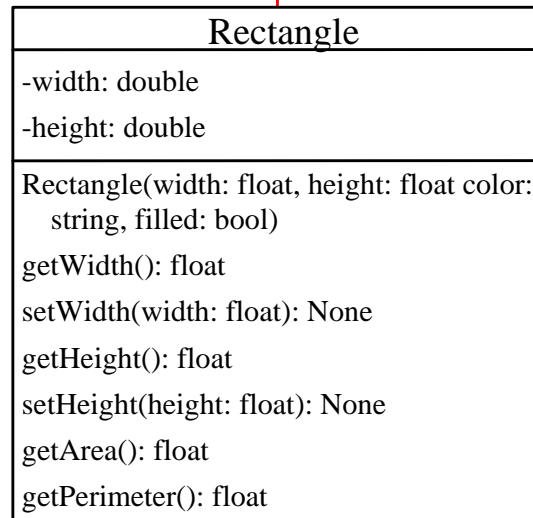 Rectangle
-width: double
-height: double
Rectangle(width: float, height: float color:
string, filled: bool)
getWidth(): float
setWidth(width: float): None
getHeight(): float
setHeight(height: float): None
getArea(): float
getPerimeter(): float